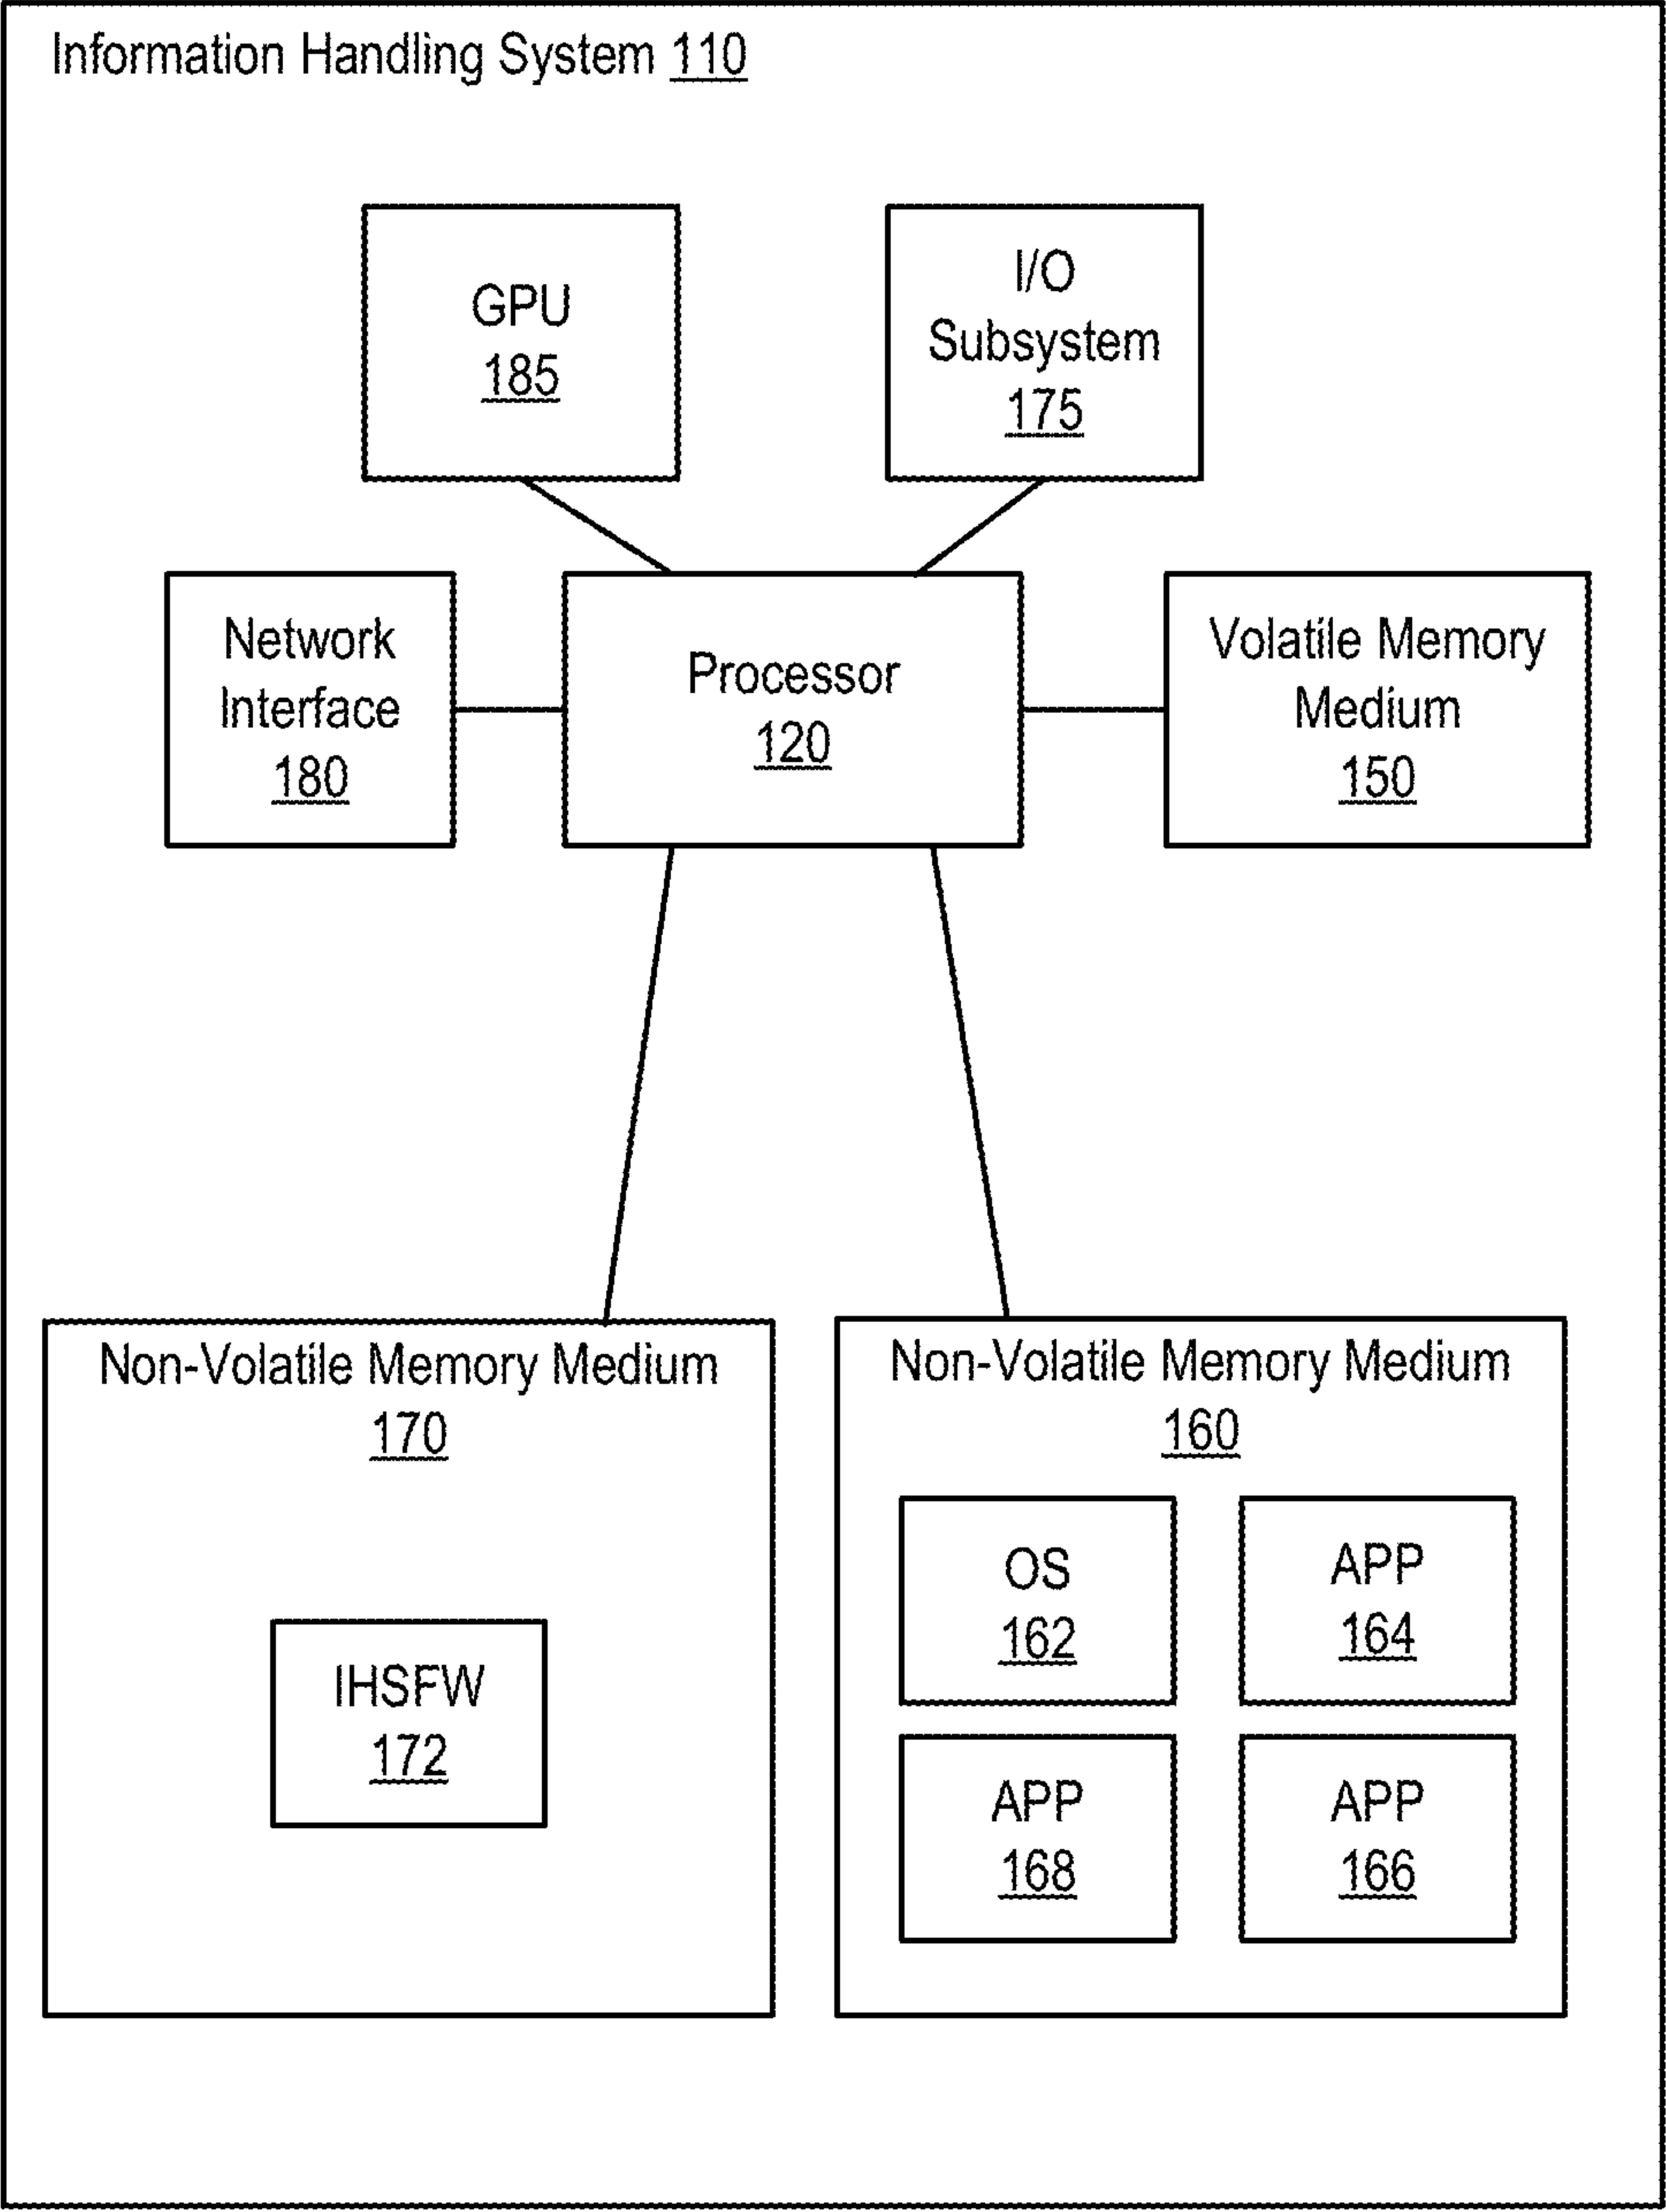 Information Handling System 110
GPU
185
I/O
Subsystem
175
Network
Interface
180
Processor
120
Volatile Memory
Medium
150
Non-Volatile Memory Medium
170
IHSFW
172
Non-Volatile Memory Medium
160
OS
162
APP
164
APP
168
APP
166